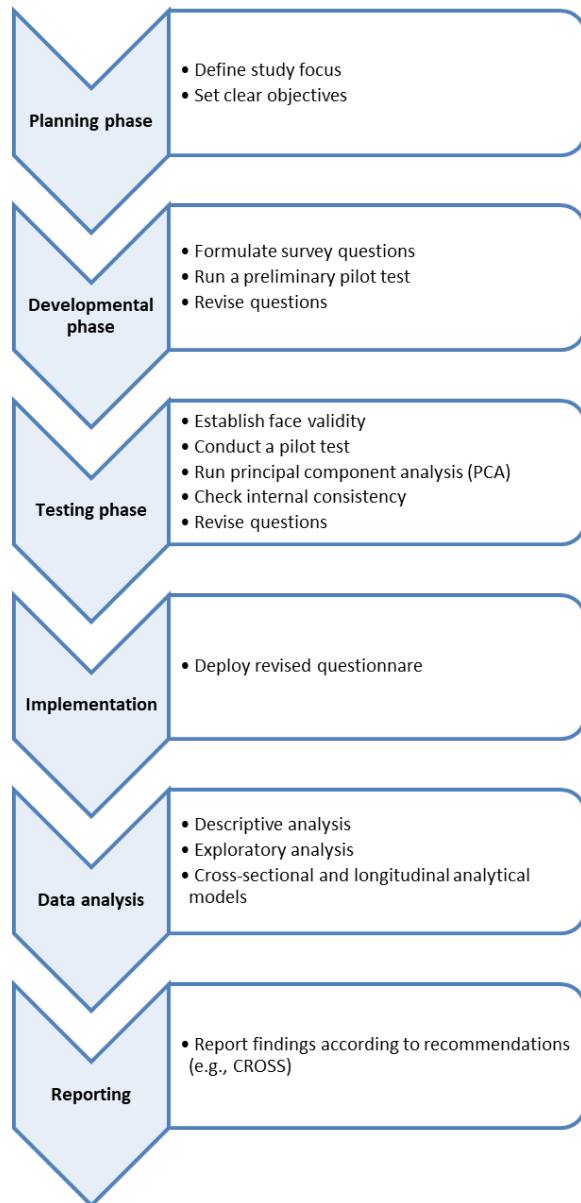 Planning phase
• Define study focus
• Set clear objectives
Developmental
phase
• Formulate survey questions
• Run a preliminary pilot test
• Revise questions
Testing phase
• Establish face validity
• Conduct a pilot test
• Run principal component analysis (PCA)
• Check internal consistency
• Revise questions
Implementation
• Deploy revised questionnare
Data analysis
• Descriptive analysis
• Exploratory analysis
• Cross-sectional and longitudinal analytical
models
Reporting
• Report findings according to recommendations
(e.g., CROSS)